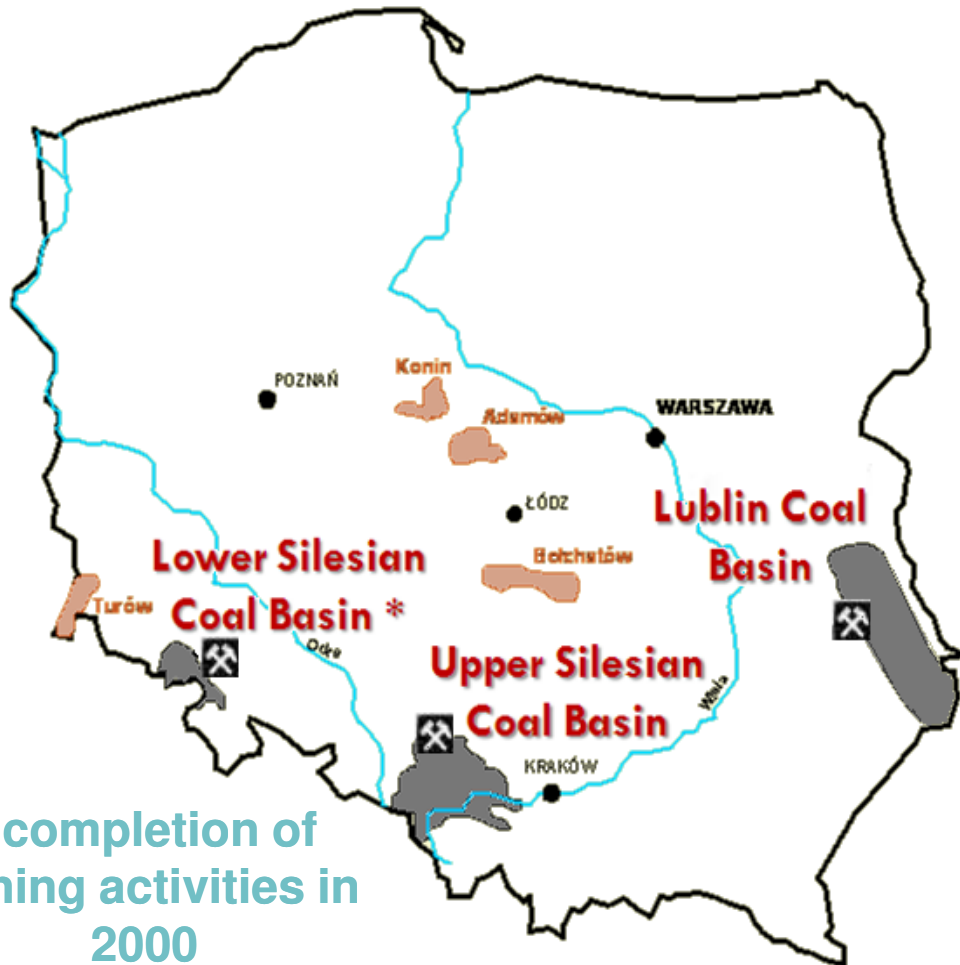 Konin
POZNAŃ
WARSZAWA
Adamów
ŁÓDZ
Lublin Coal
Basin
Lower Silesian
Coal Basin *
Bełchatów
Turów
Odra
Upper Silesian
Coal Basin
Wisła
KRAKÓW
completion of
ning activities in
2000